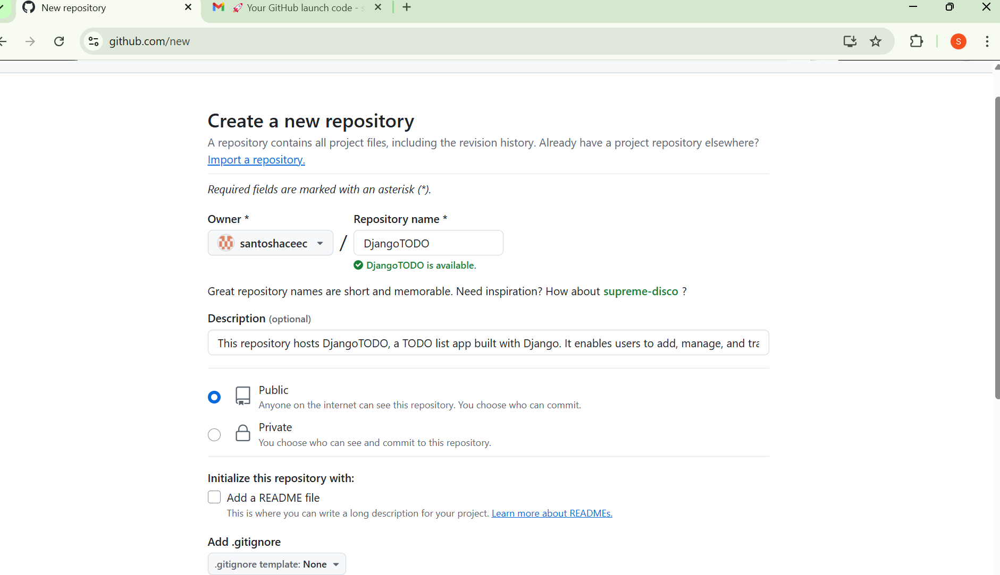 New repository
🚀 Your GitHub launch code - s
github.com/new
S
Create a new repository
A repository contains all project files, including the revision history. Already have a project repository elsewhere?
Import a repository.
Required fields are marked with an asterisk (*).
Owner * Repository name *
santoshaceec / DjangoTODO
DjangoTODO is available.
Great repository names are short and memorable. Need inspiration? How about supreme-disco ?
Description (optional)
This repository hosts DjangoTODO, a TODO list app built with Django. It enables users to add, manage, and tra
Public
Anyone on the internet can see this repository. You choose who can commit.
Private
You choose who can see and commit to this repository.
Initialize this repository with:
Add a README file
This is where you can write a long description for your project. Learn more about READMEs.
Add .gitignore
.gitignore template: None